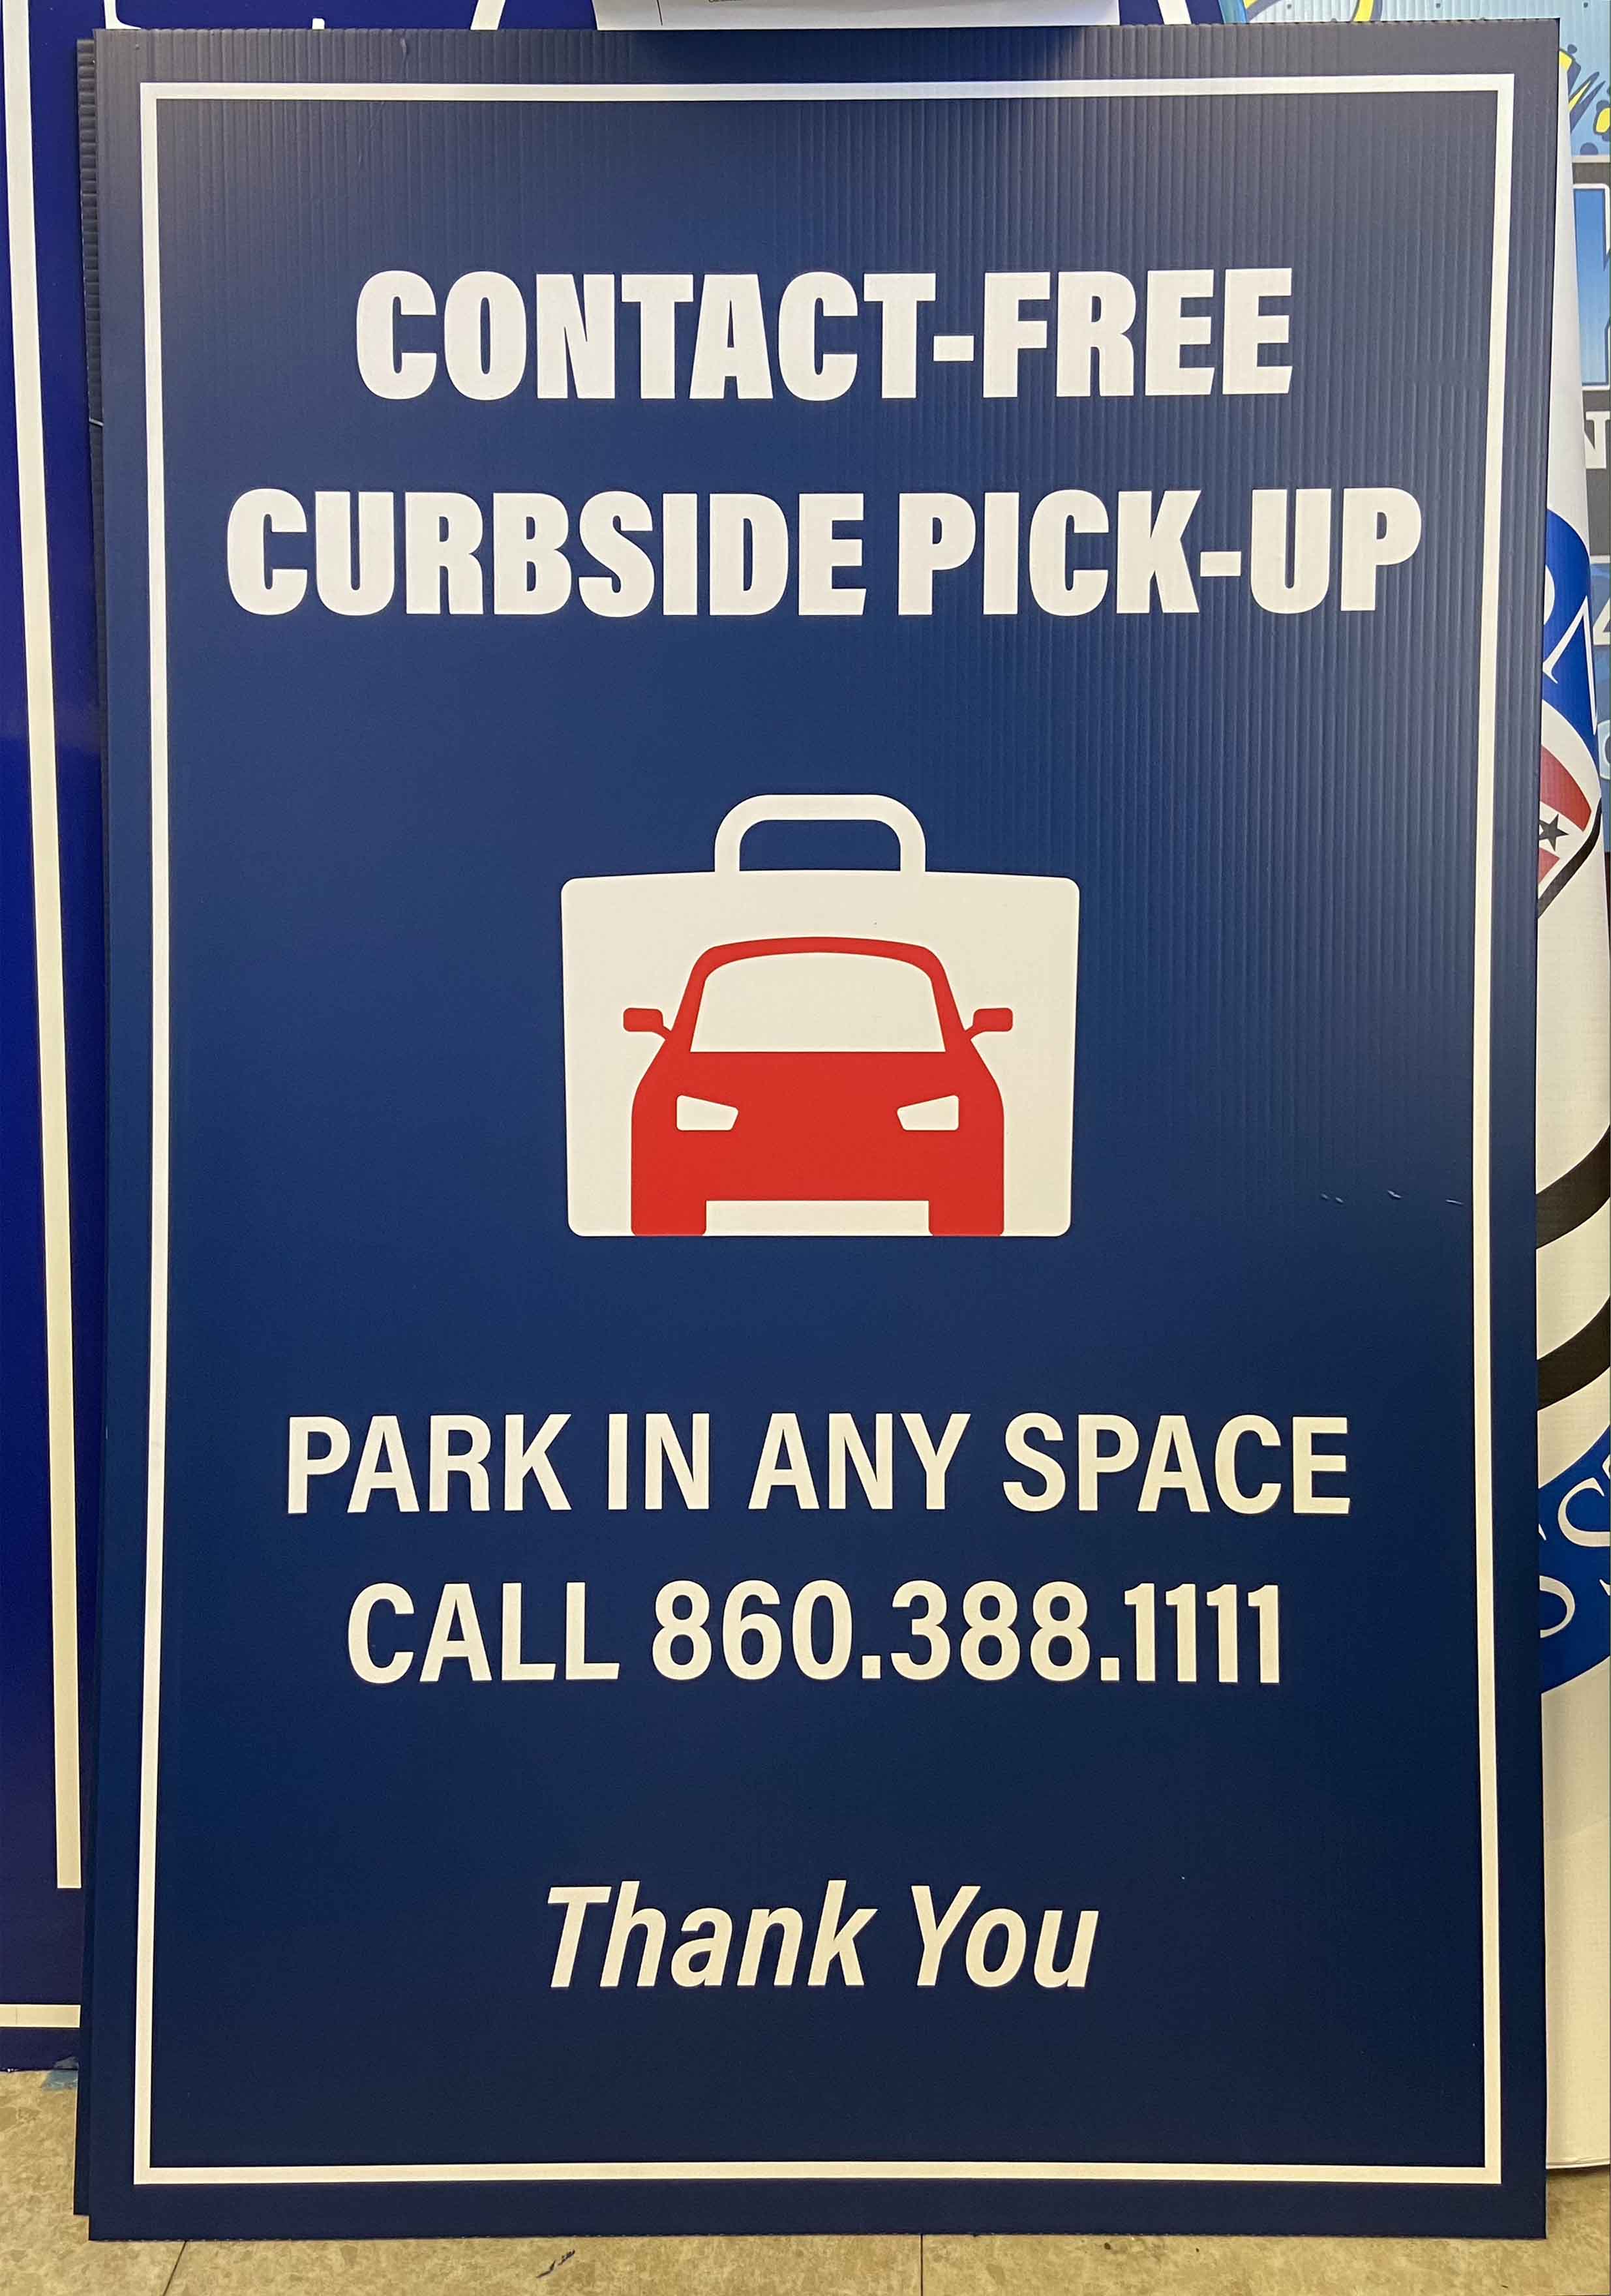 CONTACT-FREE
CURBSIDE PICK-UP
PARK IN ANY SPACE
CALL 860.388.1111
Thank You